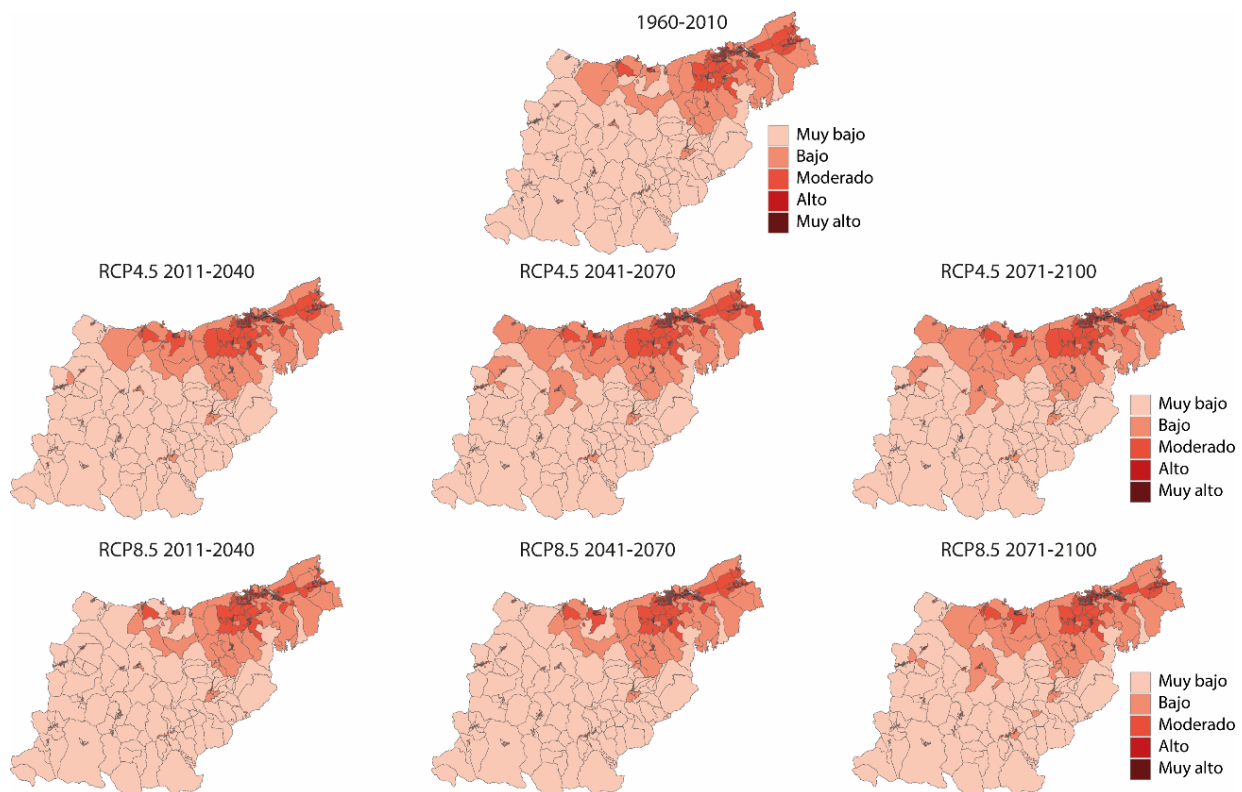 1960-2010
Muy bajo
Bajo
Moderado
Alto
Muy alto
RCP4.5 2011-2040
RCP4.5 2041-2070
RCP4.5 2071-2100
Muy bajo
Bajo
Moderado
Alto
Muy alto
RCP8.5 2011-2040
RCP8.5 2041-2070
RCP8.5 2071-2100
Muy bajo
Bajo
Moderado
Alto
Muy alto